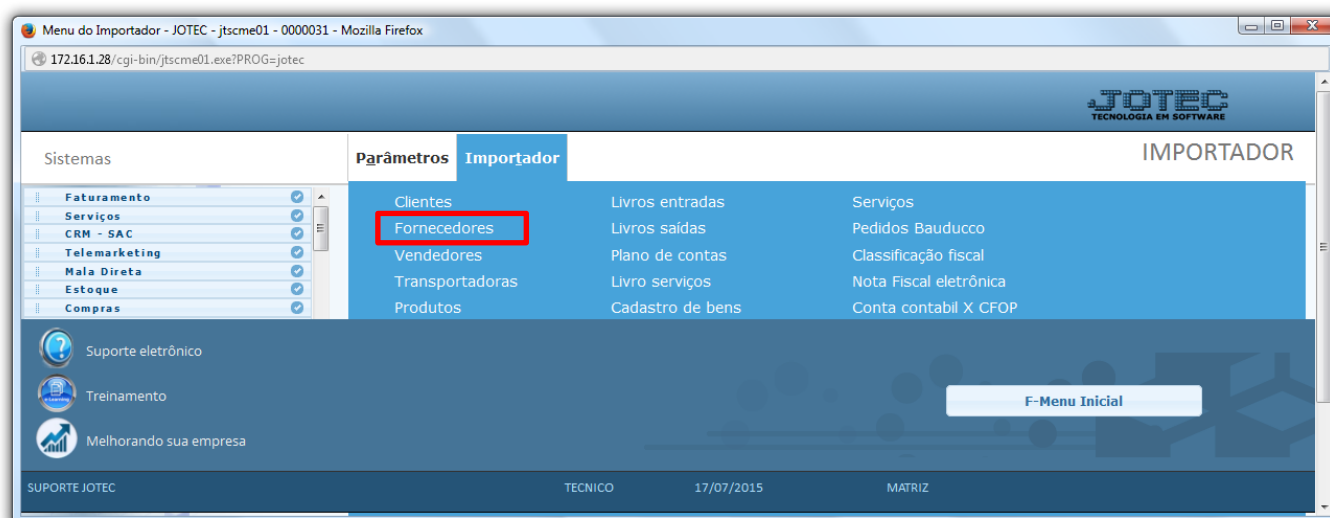 Menu do Importador - JOTEC - jtscme01 - 0000031 - Mozilla Firefox
172.16.1.28/cgi-bin/jtscme01.exe?PROG=jotec
JOTEC
TECNOLOGIA EM SOFTWARE
Sistemas
Parâmetros Importador
IMPORTADOR
Faturamento
Serviços
CRM - SAC
Telemarketing
Mala Direta
Estoque
Compras
Clientes Livros entradas Serviços
Fornecedores Livros saídas Pedidos Bauducco
Vendedores Plano de contas Classificação fiscal
Transportadoras Livro serviços Nota Fiscal eletrônica
Produtos Cadastro de bens Conta contabil X CFOP
Suporte eletrônico
Treinamento
Melhorando sua empresa
F-Menu Inicial
SUPORTE JOTEC TECNICO 17/07/2015 MATRIZ